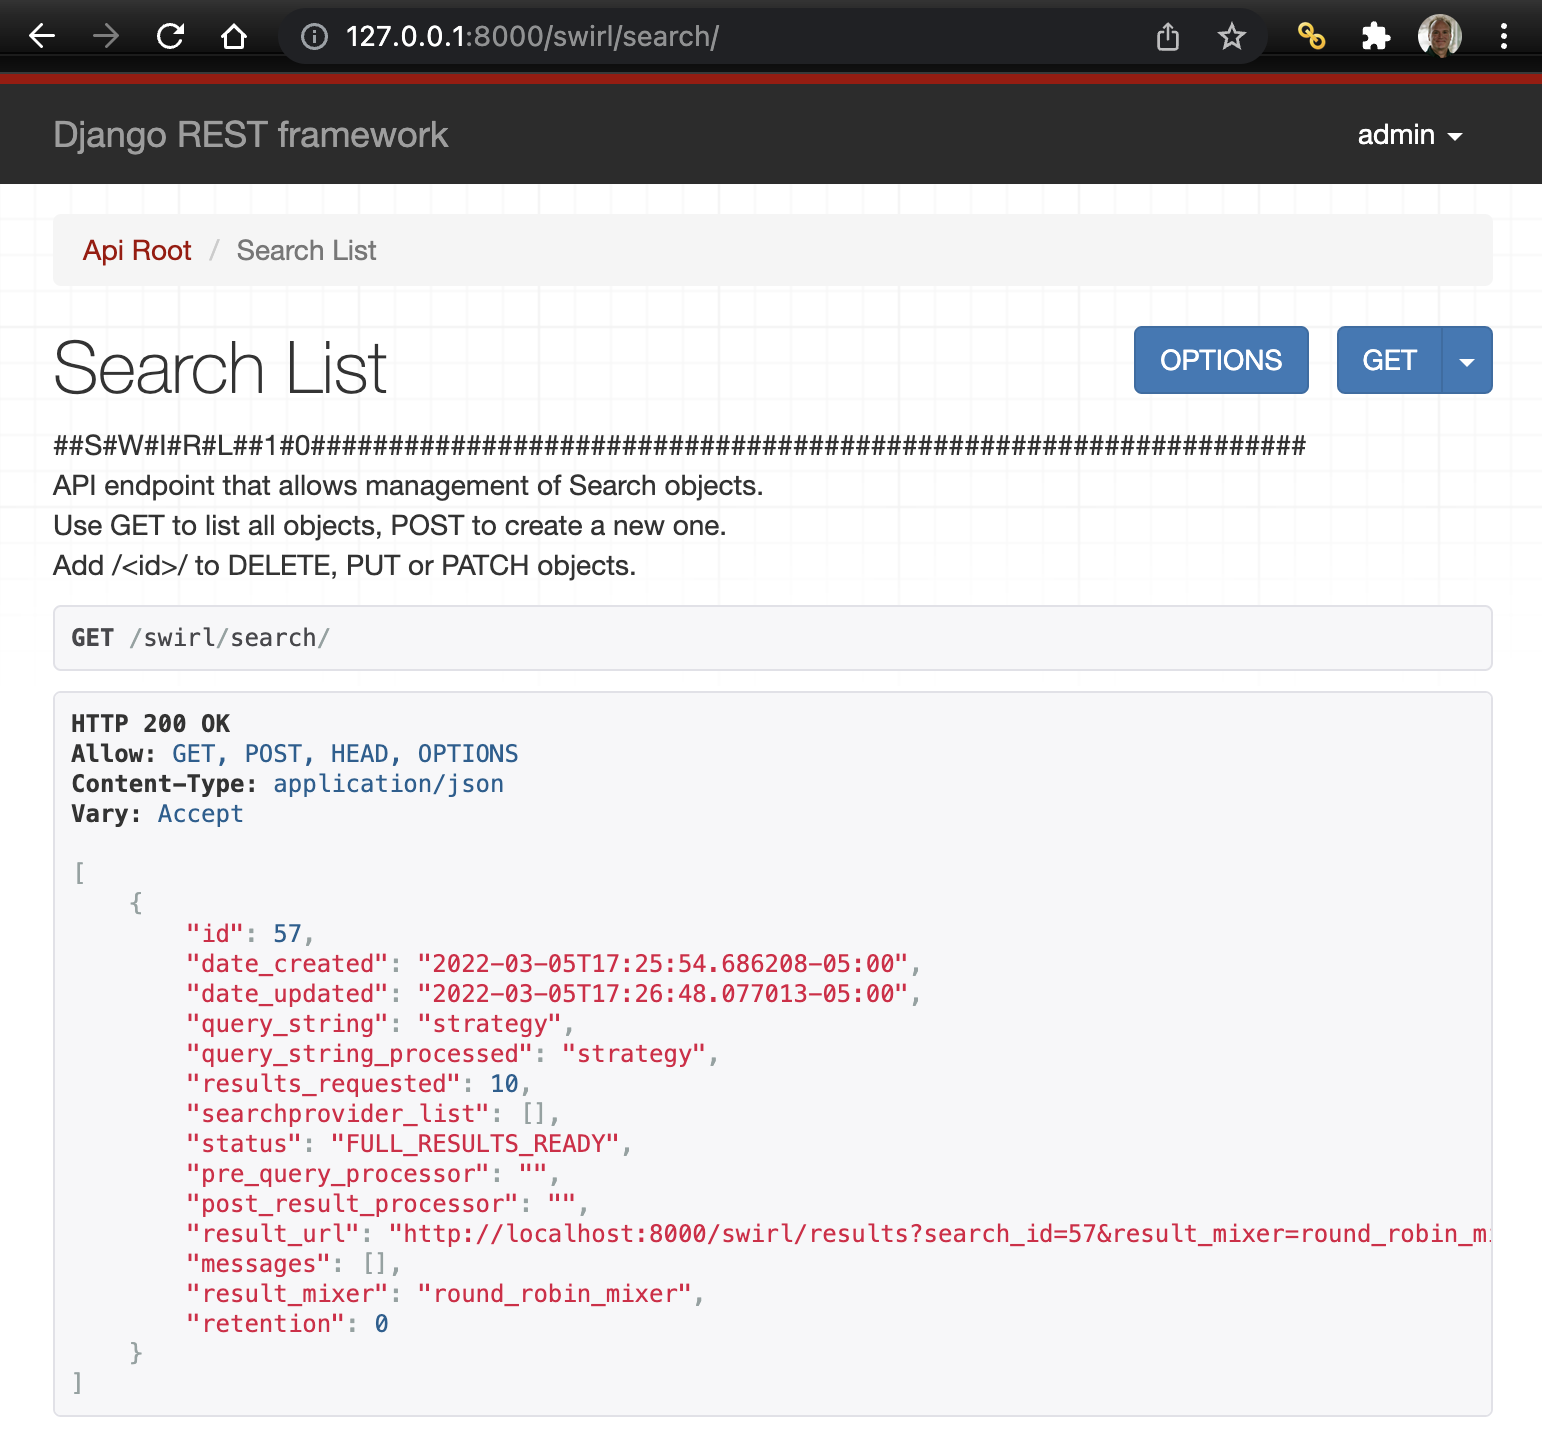 127.0.0.1:8000/swirl/search/
Django REST framework
admin
Api Root / Search List
Search List
OPTIONS
GET
##S#W#I#R#L##1#0################################################################
API endpoint that allows management of Search objects.
Use GET to list all objects, POST to create a new one.
Add /<id>/ to DELETE, PUT or PATCH objects.
GET /swirl/search/
HTTP 200 OK
Allow: GET, POST, HEAD, OPTIONS
Content-Type: application/json
Vary: Accept
[
    {
        "id": 57,
        "date_created": "2022-03-05T17:25:54.686208-05:00",
        "date_updated": "2022-03-05T17:26:48.077013-05:00",
        "query_string": "strategy",
        "query_string_processed": "strategy",
        "results_requested": 10,
        "searchprovider_list": [],
        "status": "FULL_RESULTS_READY",
        "pre_query_processor": "",
        "post_result_processor": "",
        "result_url": "http://localhost:8000/swirl/results?search_id=57&result_mixer=round_robin_mi
        "messages": [],
        "result_mixer": "round_robin_mixer",
        "retention": 0
    }
]